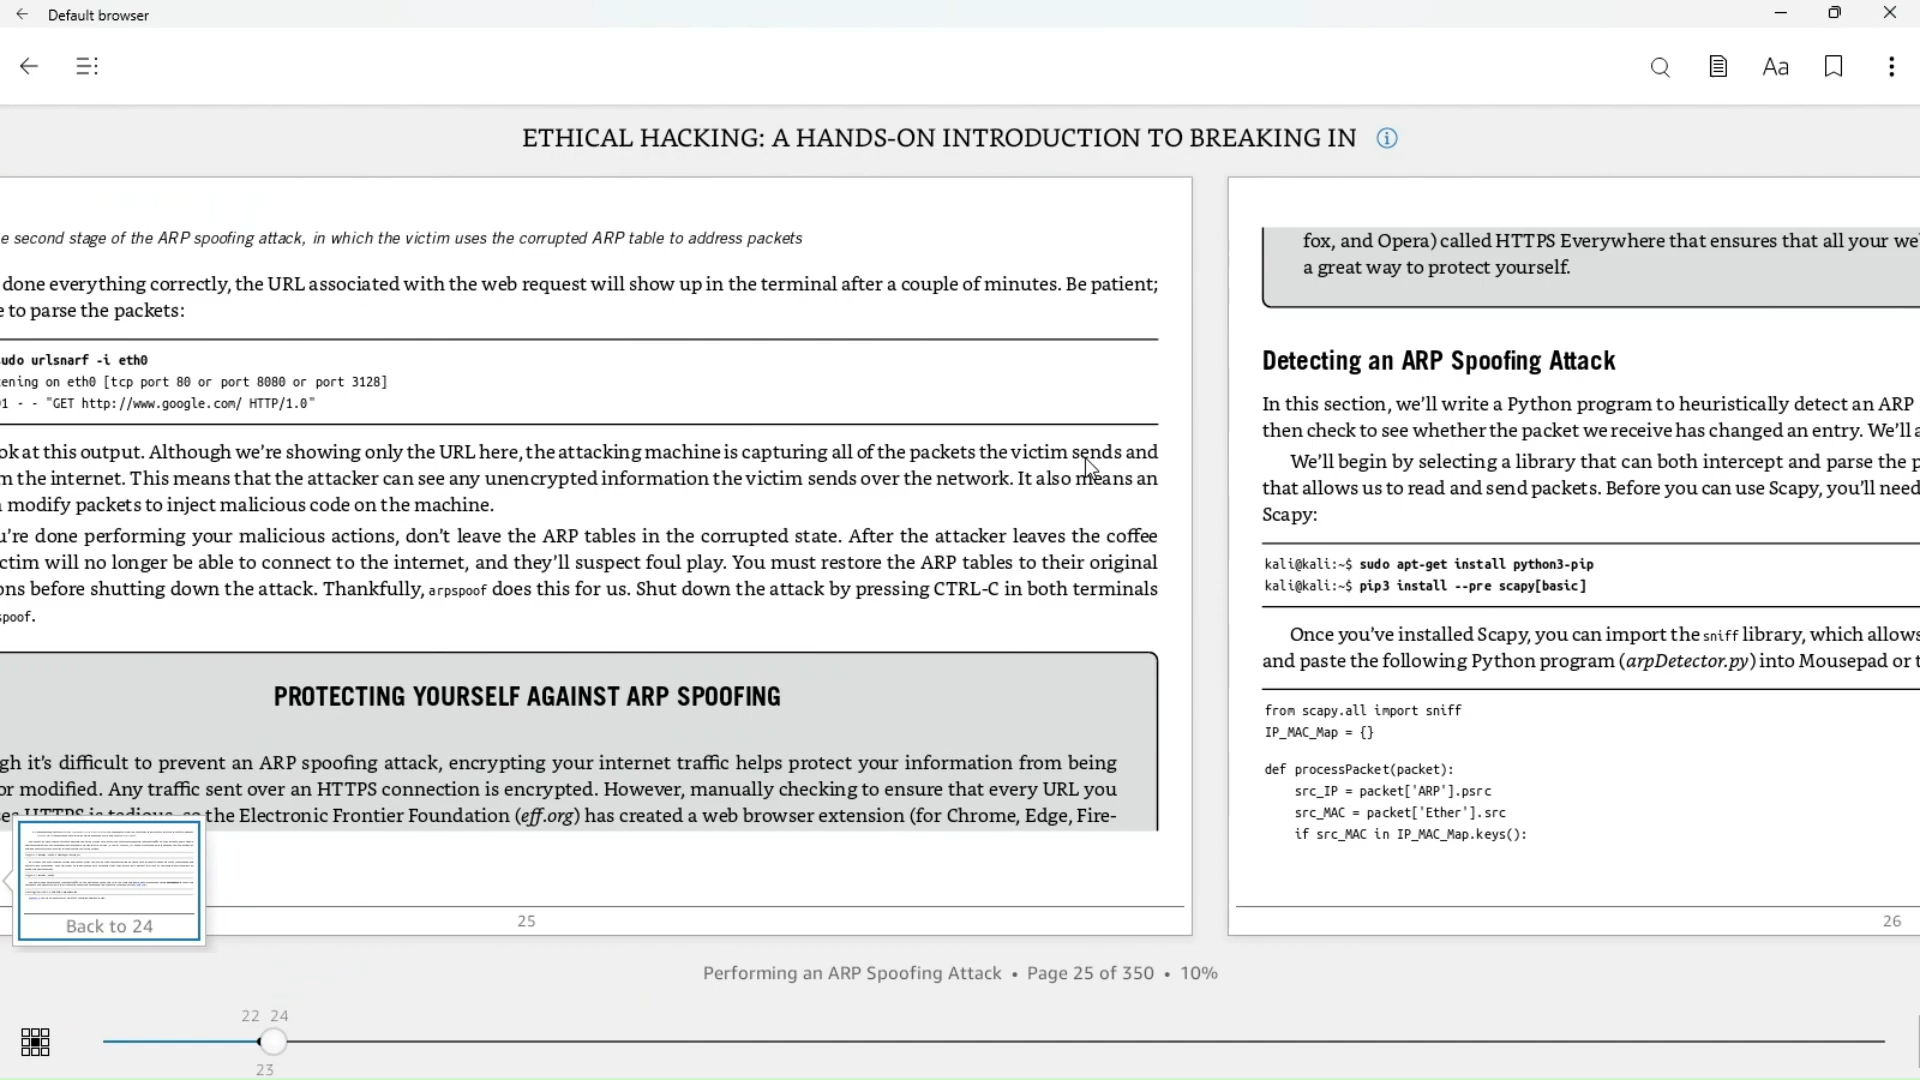 Default browser
Aa
ETHICAL HACKING: A HANDS-ON INTRODUCTION TO BREAKING IN
e second stage of the ARP spoofing attack, in which the victim uses the corrupted ARP table to address packets
done everything correctly, the URL associated with the web request will show up in the terminal after a couple of minutes. Be patient;
e to parse the packets:
udo urlsnarf -i eth0
ening on eth0 [tcp port 80 or port 8080 or port 3128]
1 - - "GET http://www.google.com/ HTTP/1.0"
ok at this output. Although we're showing only the URL here, the attacking machine is capturing all of the packets the victim sends and
m the internet. This means that the attacker can see any unencrypted information the victim sends over the network. It also means an
modify packets to inject malicious code on the machine.
u're done performing your malicious actions, don't leave the ARP tables in the corrupted state. After the attacker leaves the coffee
ctim will no longer be able to connect to the internet, and they'll suspect foul play. You must restore the ARP tables to their original
ons before shutting down the attack. Thankfully, arpspoof does this for us. Shut down the attack by pressing CTRL-C in both terminals
spoof.
PROTECTING YOURSELF AGAINST ARP SPOOFING
gh it's difficult to prevent an ARP spoofing attack, encrypting your internet traffic helps protect your information from being
or modified. Any traffic sent over an HTTPS connection is encrypted. However, manually checking to ensure that every URL you
es HTTPS is tedious, so the Electronic Frontier Foundation (eff.org) has created a web browser extension (for Chrome, Edge, Fire-
Back to 24
25
fox, and Opera) called HTTPS Everywhere that ensures that all your we
a great way to protect yourself.
Detecting an ARP Spoofing Attack
In this section, we'll write a Python program to heuristically detect an ARP
then check to see whether the packet we receive has changed an entry. We'll a
We'll begin by selecting a library that can both intercept and parse the p
that allows us to read and send packets. Before you can use Scapy, you'll need
Scapy:
kali@kali:~$ sudo apt-get install python3-pip
kali@kali:~$ pip3 install --pre scapy[basic]
Once you've installed Scapy, you can import the sniff library, which allows
and paste the following Python program (arpDetector.py) into Mousepad or t
from scapy.all import sniff
IP_MAC_Map = {}
def processPacket(packet):
src_IP = packet['ARP'].psrc
src_MAC = packet['Ether'].src
if src_MAC in IP_MAC_Map.keys():
26
Performing an ARP Spoofing Attack • Page 25 of 350 • 10%
22 24
23